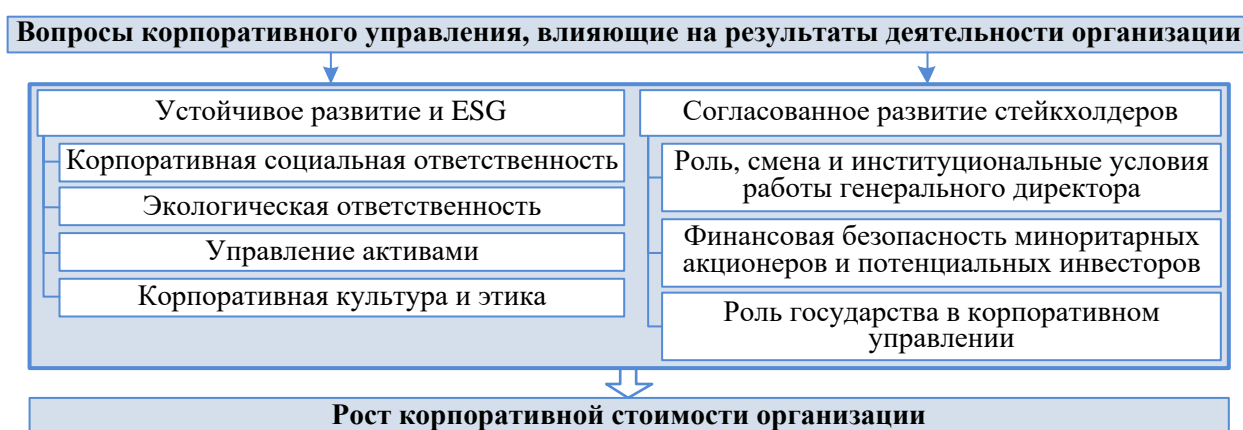 Вопросы корпоративного управления, влияющие на результаты деятельности организации
Устойчивое развитие и ESG
Корпоративная социальная ответственность
Экологическая ответственность
Управление активами
Корпоративная культура и этика
Согласованное развитие стейкхолдеров
Роль, смена и институциональные условия
работы генерального директора
Финансовая безопасность миноритарных
акционеров и потенциальных инвесторов
Роль государства в корпоративном
управлении
Рост корпоративной стоимости организации